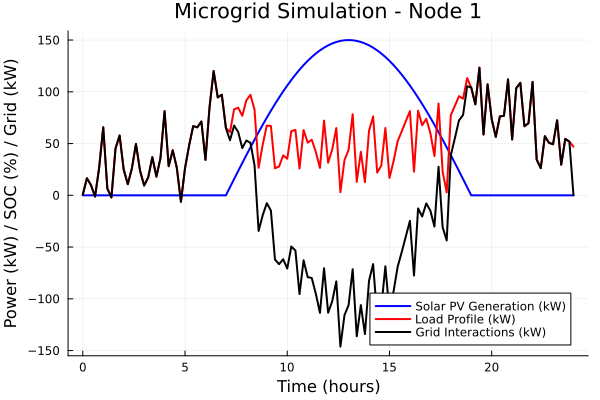 Microgrid Simulation - Node 1
Power (kW) / SOC (%) / Grid (kW)
150
100
50
0
−50
−100
−150
0
5
10
15
20
Time (hours)
Solar PV Generation (kW)
Load Profile (kW)
Grid Interactions (kW)